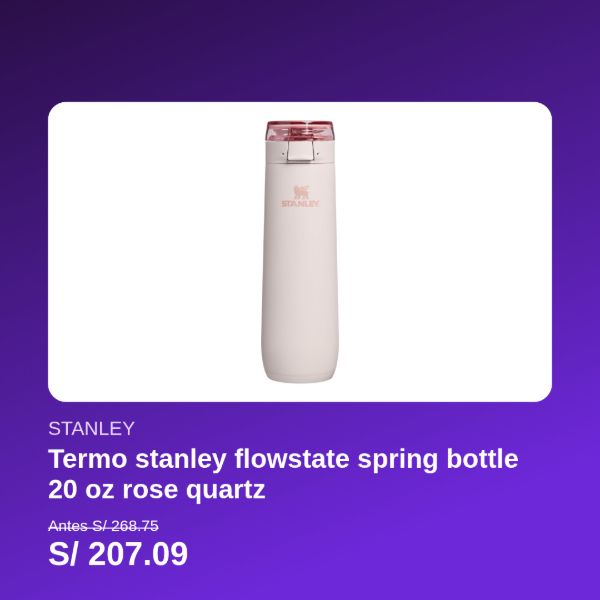 STANLEY
STANLEY
Termo stanley flowstate spring bottle
20 oz rose quartz
Antes S/ 268.75
S/ 207.09